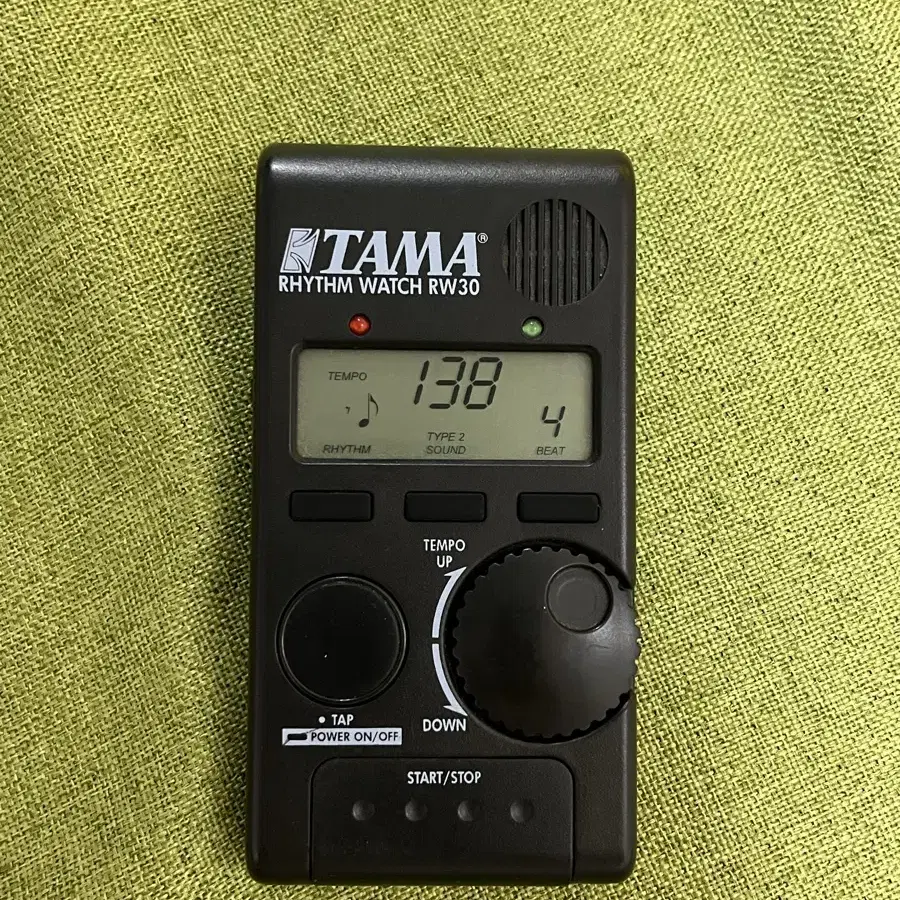 TAMA®
RHYTHM WATCH RW30
TEMPO
138
4
TYPE 2
RHYTHM
SOUND
BEAT
TEMPO
UP
DOWN
• TAP
POWER ON/OFF
START/STOP